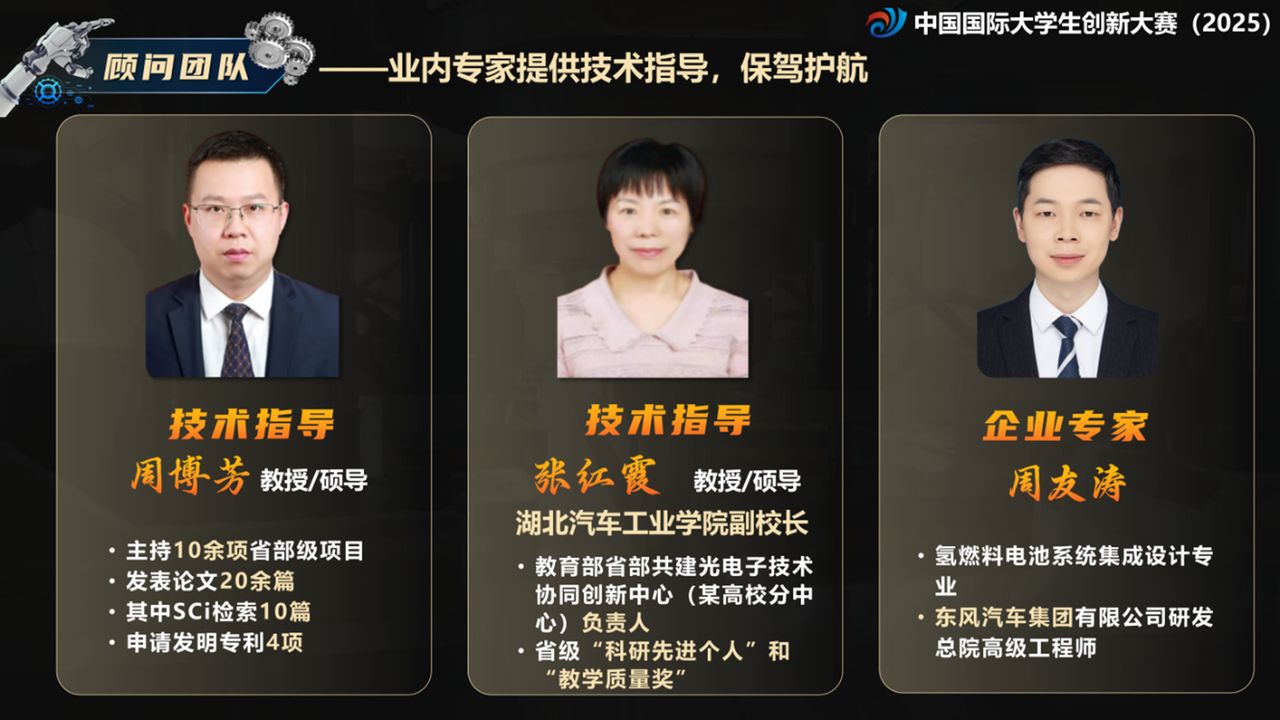 中国国际大学生创新大赛（2025）
顾问团队
——业内专家提供技术指导，保驾护航
技术指导
周博芳 教授/硕导
• 主持10余项省部级项目
• 发表论文20余篇
• 其中SCi检索10篇
• 申请发明专利4项
技术指导
张红霞 教授/硕导
湖北汽车工业学院副校长
• 教育部省部共建光电子技术
协同创新中心（某高校分中
心）负责人
• 省级“科研先进个人”和
“教学质量奖”
企业专家
周友涛
• 氢燃料电池系统集成设计专
业
• 东风汽车集团有限公司研发
总院高级工程师